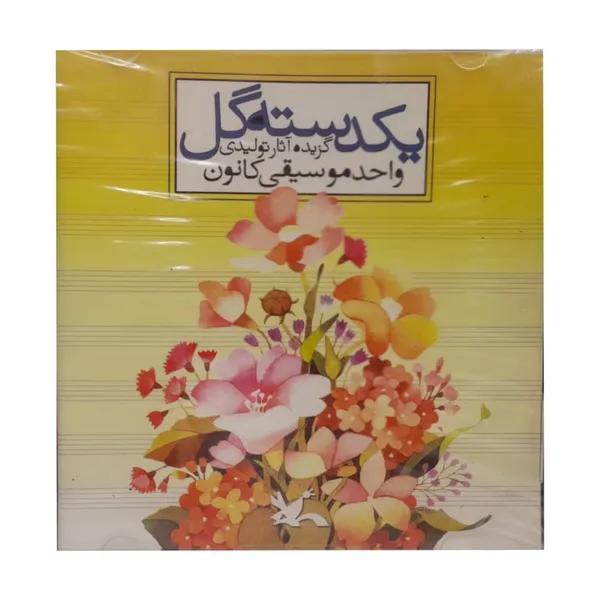 یکدسته گل
گزیده آثار تولیدی
واحد موسیقی کانون